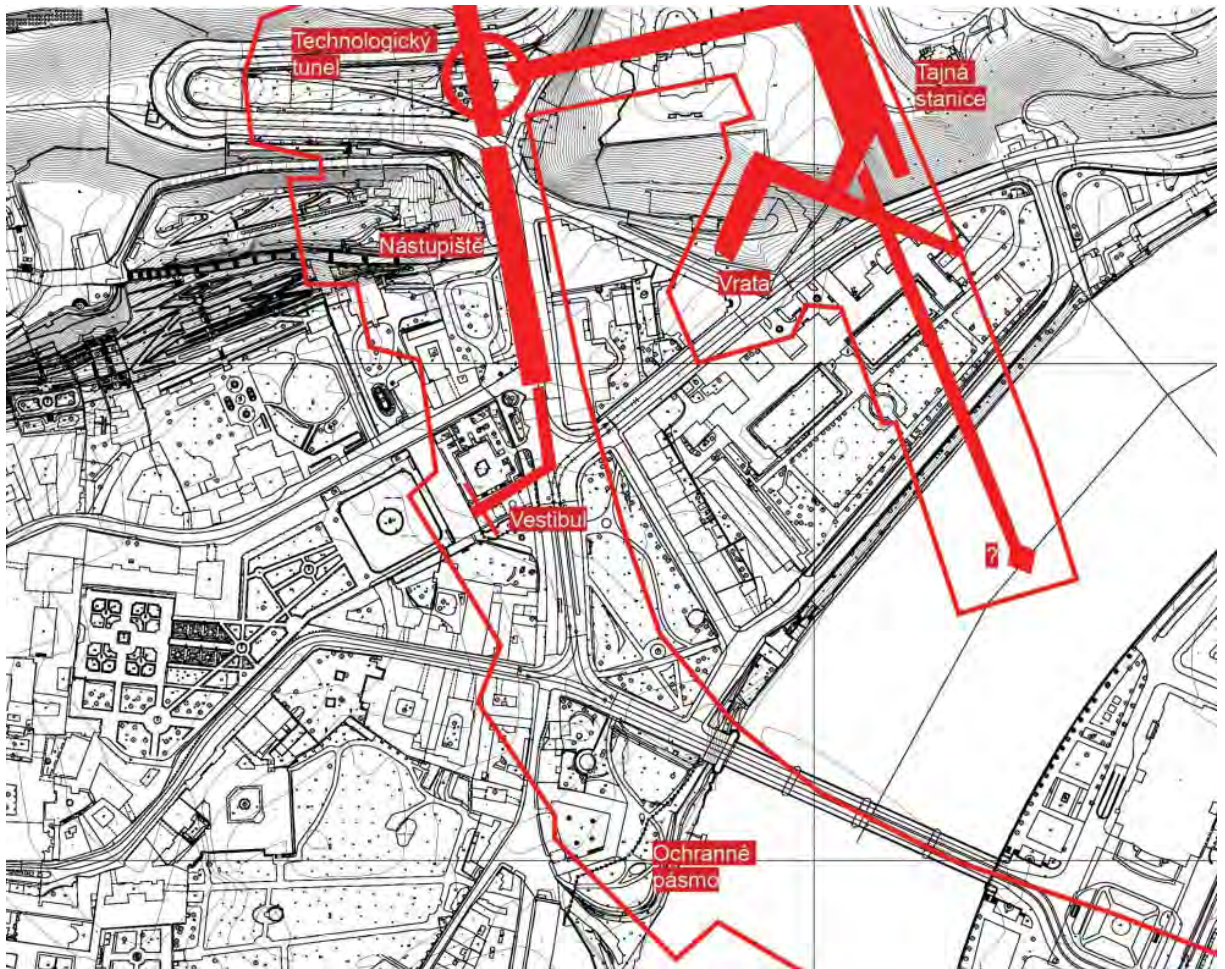 Technologický
tunel
Tajná
stanice
Nástupiště
Vrata
Vestibul
?
Ochranné
pásmo